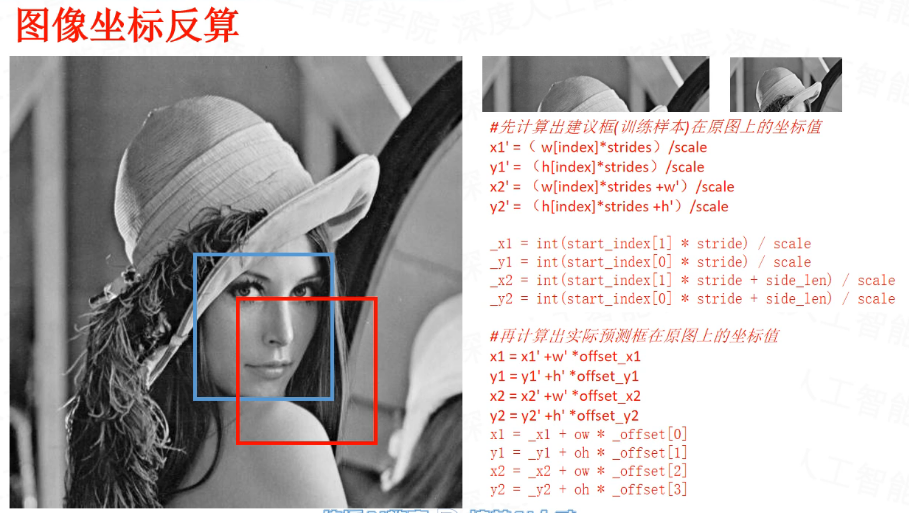 图像坐标反算
#先计算出建议框(训练样本)在原图上的坐标值
x1' = （ w[index]*strides）/scale
y1' = （h[index]*strides）/scale
x2' = （w[index]*strides +w'）/scale
y2' = （h[index]*strides +h'）/scale
_x1 = int(start_index[1] * stride) / scale
_y1 = int(start_index[0] * stride) / scale
_x2 = int(start_index[1] * stride + side_len) / scale
_y2 = int(start_index[0] * stride + side_len) / scale
#再计算出实际预测框在原图上的坐标值
x1 = x1' +w' *offset_x1
y1 = y1' +h' *offset_y1
x2 = x2' +w' *offset_x2
y2 = y2' +h' *offset_y2
x1 = _x1 + ow * _offset[0]
y1 = _y1 + oh * _offset[1]
x2 = _x2 + ow * _offset[2]
y2 = _y2 + oh * _offset[3]